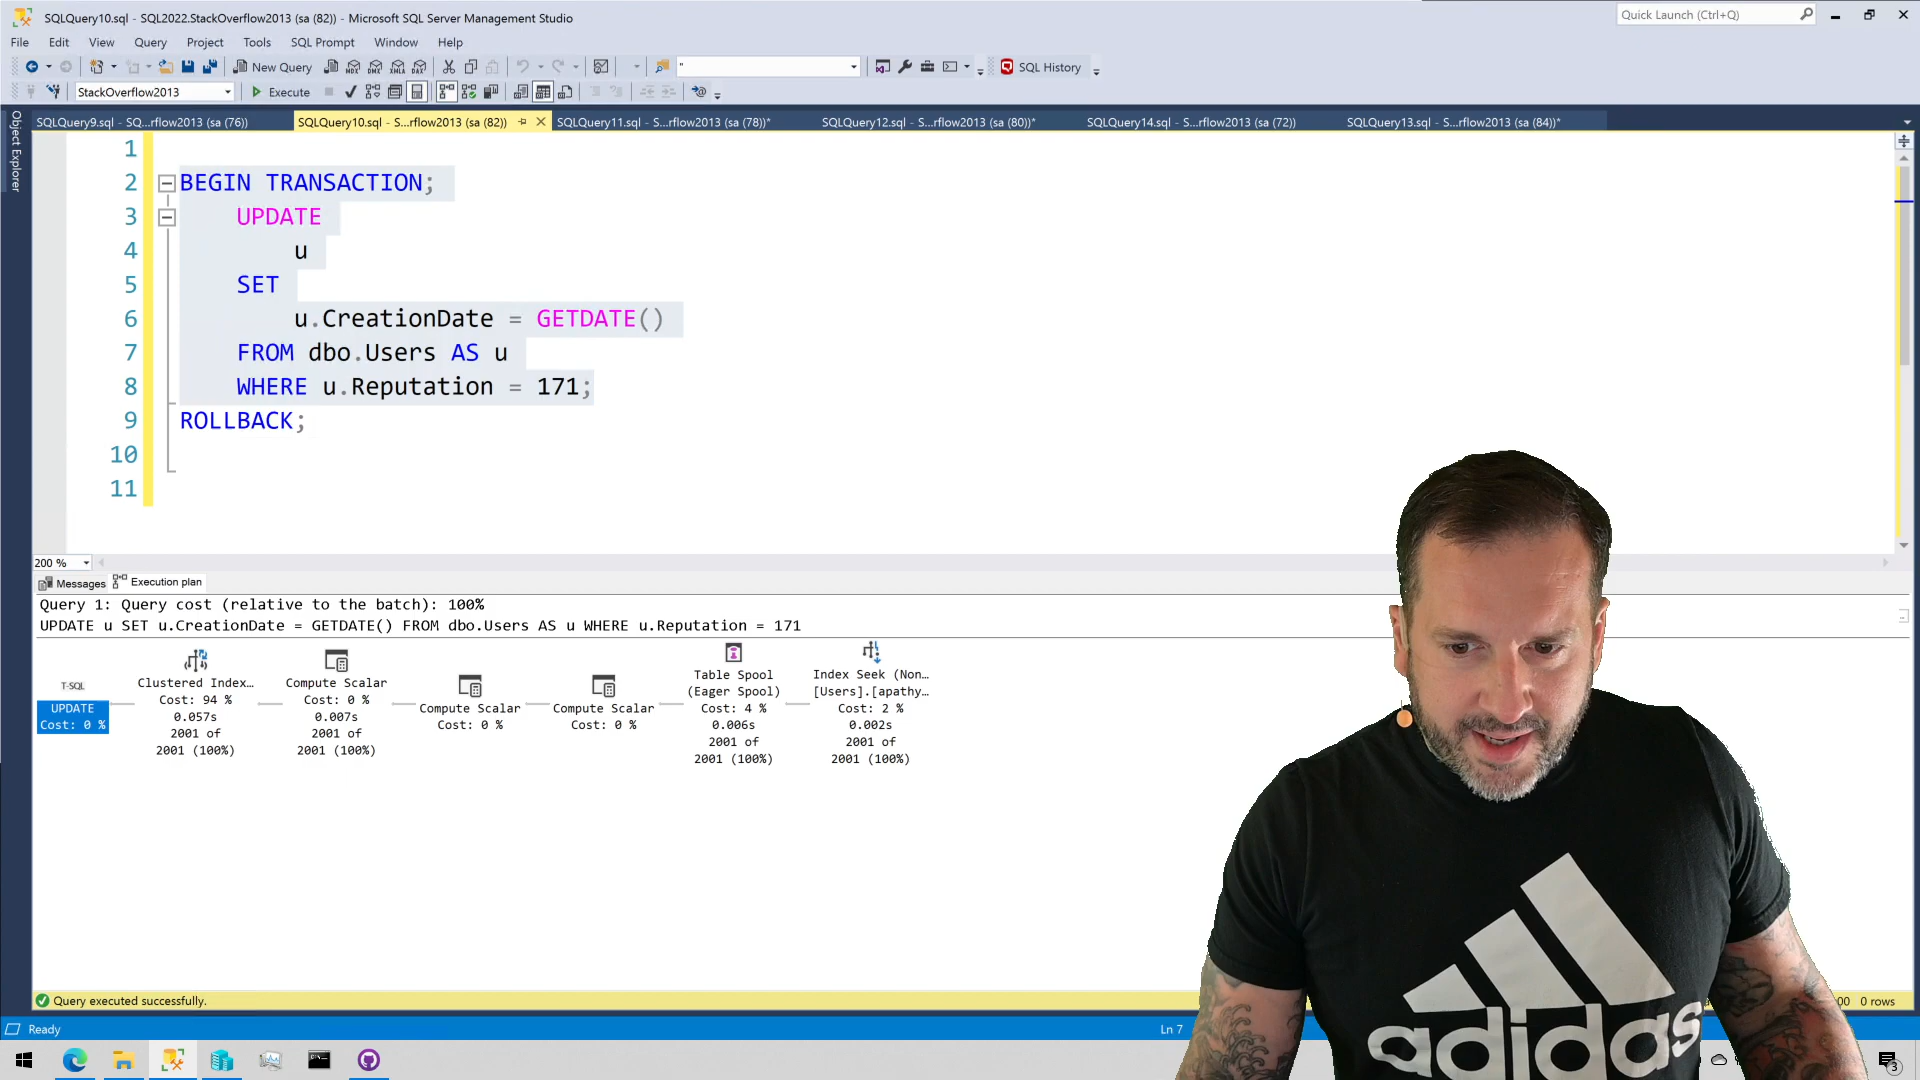 SQLQuery10.sql - SQL2022.StackOverflow2013 (sa (82)) - Microsoft SQL Server Management Studio
Quick Launch (Ctrl+Q)
File Edit View Query Project Tools SQL Prompt Window Help
New Query
MDX DMX XMLA DAX
"
SQL History
StackOverflow2013
Execute
Object Explorer
SQLQuery9.sql - SQ...rflow2013 (sa (76))
SQLQuery10.sql - S...rflow2013 (sa (82))
SQLQuery11.sql - S...rflow2013 (sa (78))*
SQLQuery12.sql - S...rflow2013 (sa (80))*
SQLQuery14.sql - S...rflow2013 (sa (72))
SQLQuery13.sql - S...rflow2013 (sa (84))*
1
2 BEGIN TRANSACTION;
3 UPDATE
4 u
5 SET
6 u.CreationDate = GETDATE()
7 FROM dbo.Users AS u
8 WHERE u.Reputation = 171;
9 ROLLBACK;
10
11
200 %
Messages Execution plan
Query 1: Query cost (relative to the batch): 100%
UPDATE u SET u.CreationDate = GETDATE() FROM dbo.Users AS u WHERE u.Reputation = 171
T-SQL
UPDATE
Cost: 0 %
Clustered Index...
Cost: 94 %
0.057s
2001 of
2001 (100%)
Compute Scalar
Cost: 0 %
0.007s
2001 of
2001 (100%)
Compute Scalar
Cost: 0 %
Compute Scalar
Cost: 0 %
Table Spool
(Eager Spool)
Cost: 4 %
0.006s
2001 of
2001 (100%)
Index Seek (Non...
[Users].[apathy...
Cost: 2 %
0.002s
2001 of
2001 (100%)
adidas
Query executed successfully.
00 0 rows
Ready
Ln 7
3